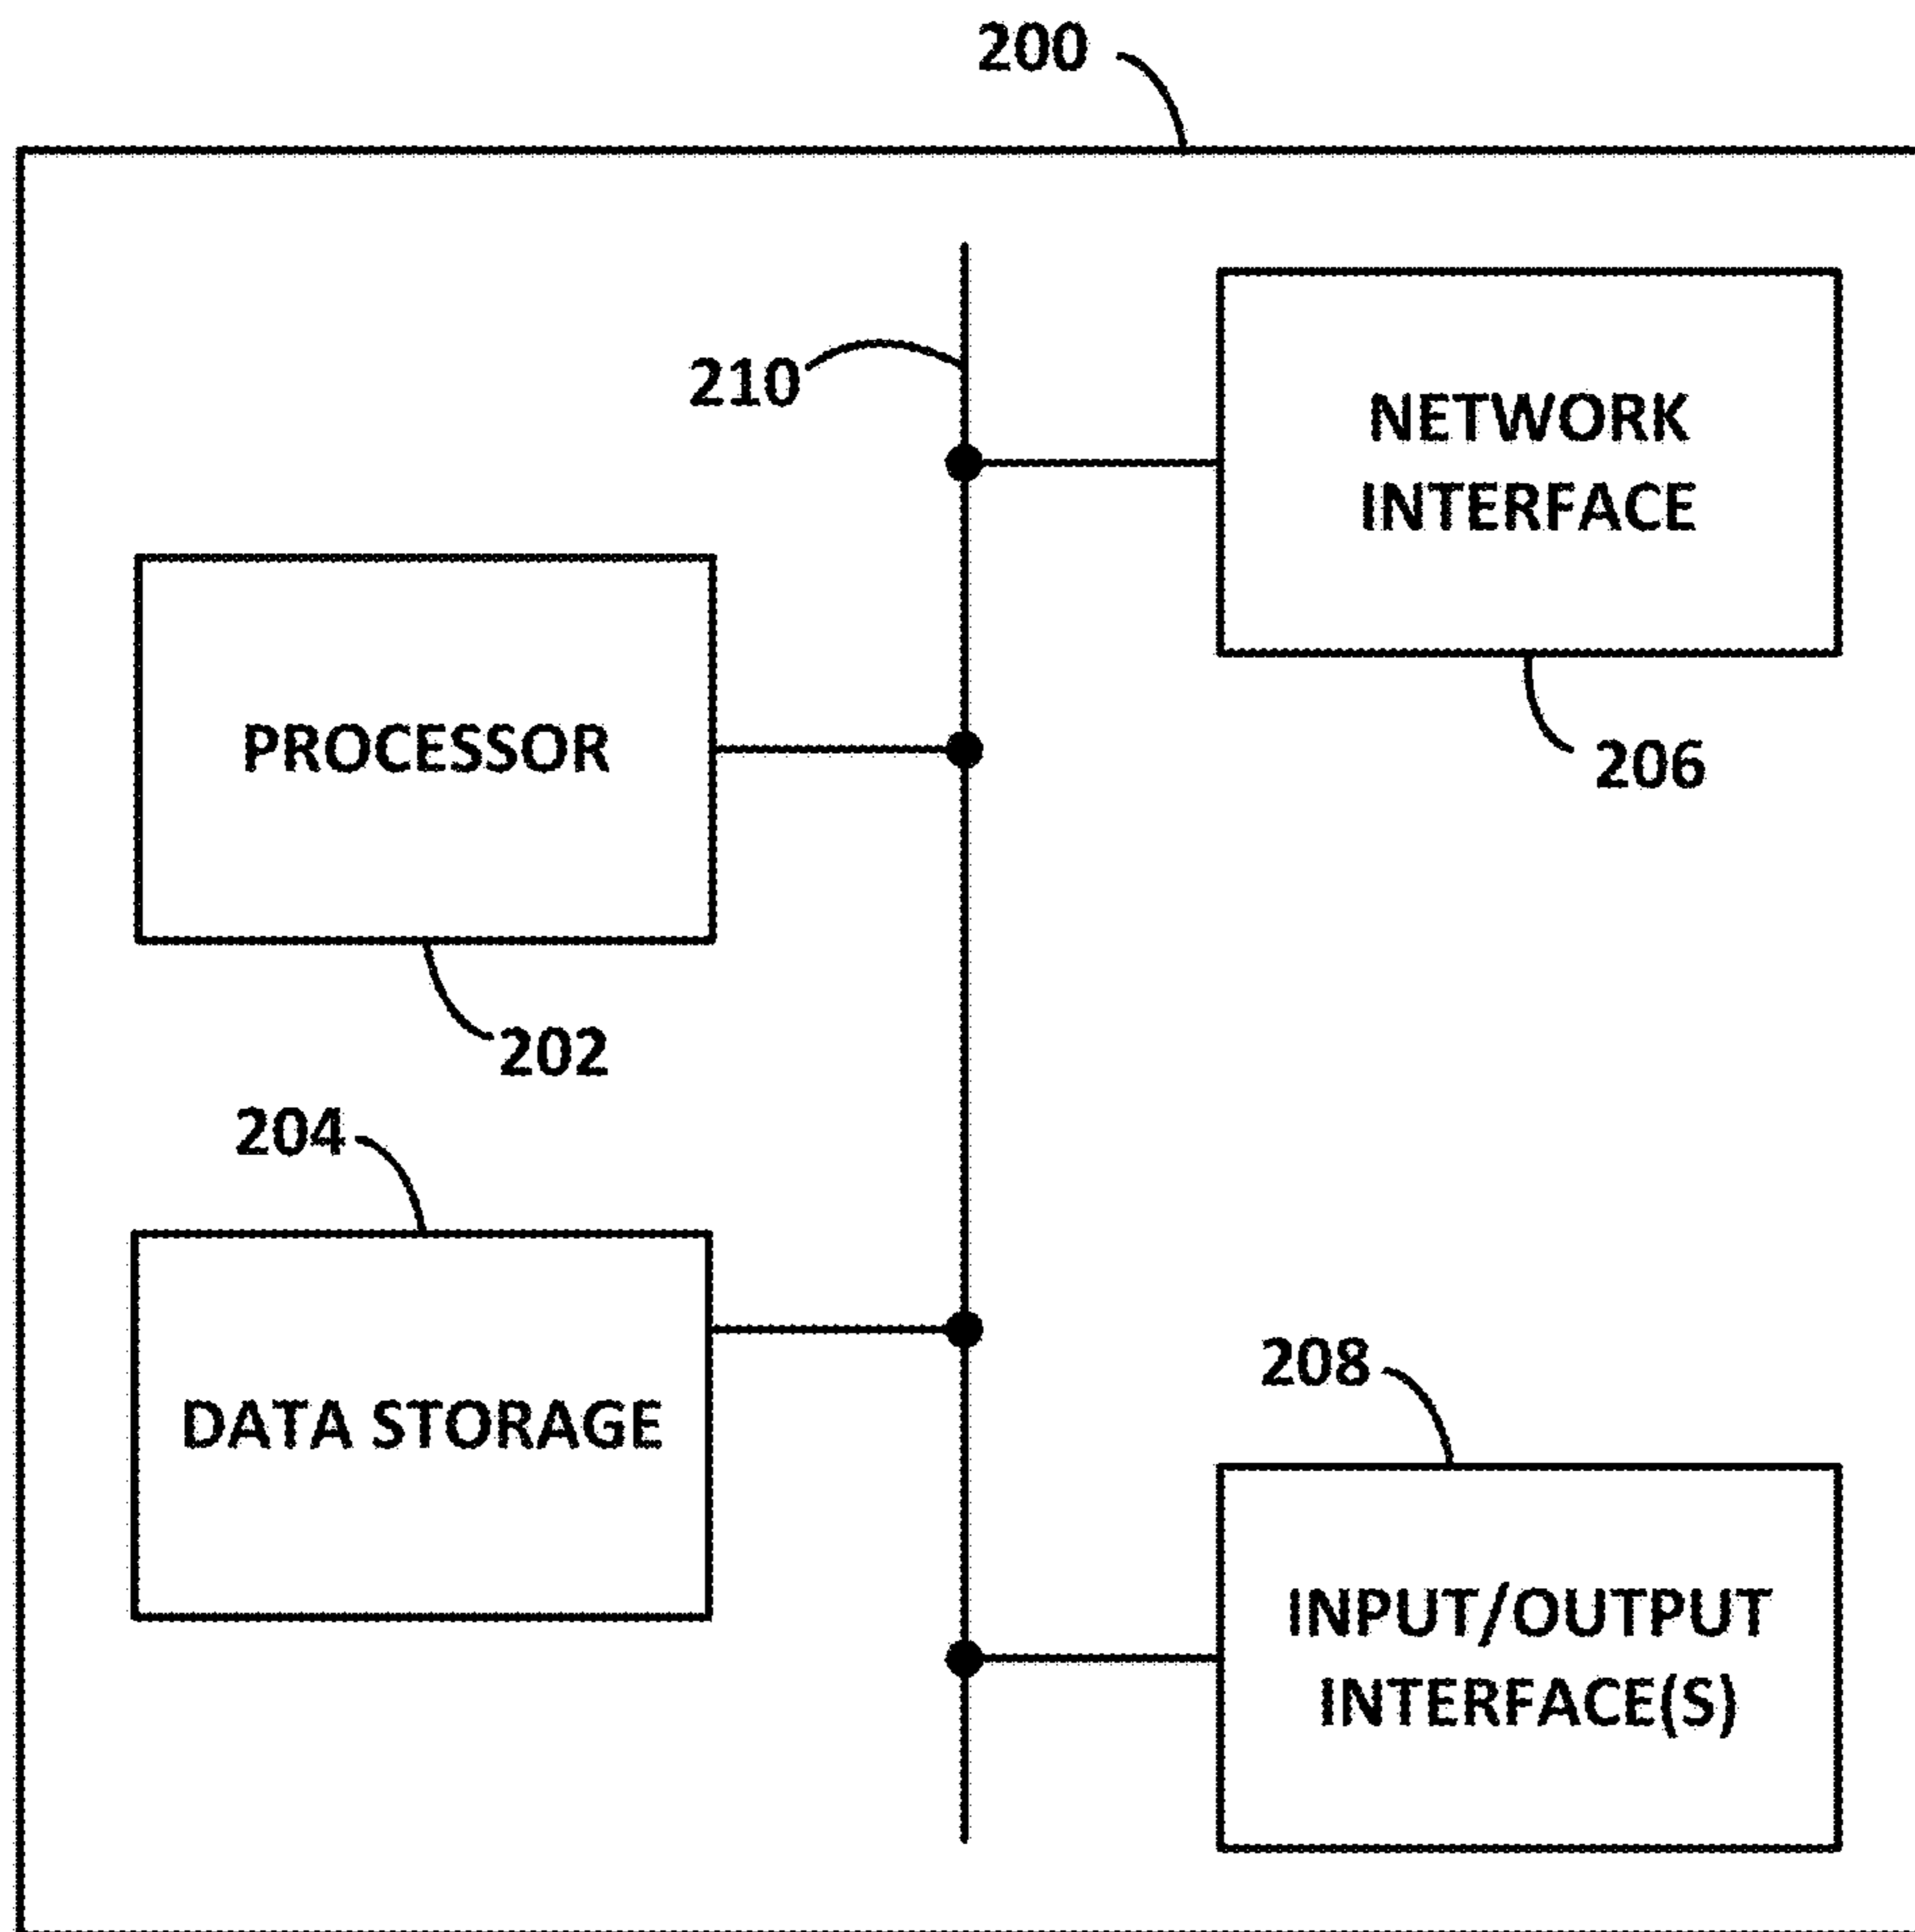 200
210
NETWORK
INTERFACE
206
PROCESSOR
202
204
DATA STORAGE
208
INPUT/OUTPUT
INTERFACE(S)